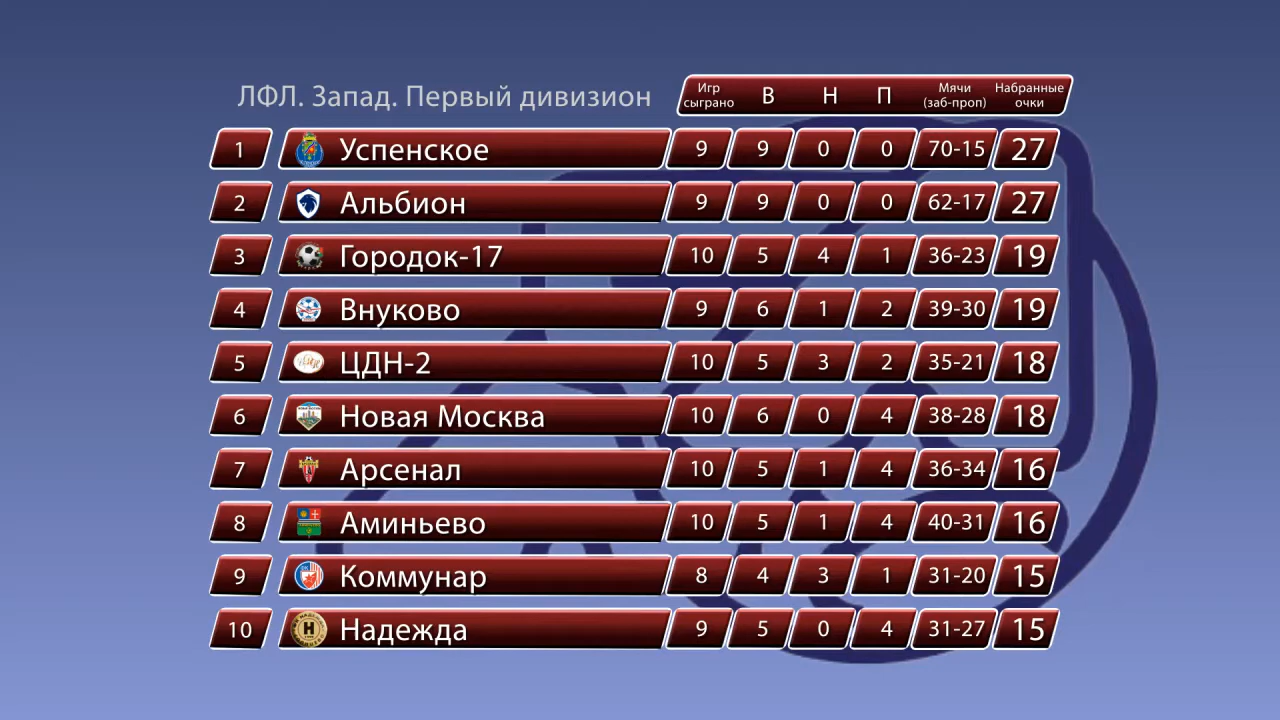 ЛФЛ. Запад. Первый дивизион
Игр сыграно В Н П Мячи (заб-проп) Набранные очки
1 Успенское 9 9 0 0 70-15 27
2 Альбион 9 9 0 0 62-17 27
3 Городок-17 10 5 4 1 36-23 19
4 Внуково 9 6 1 2 39-30 19
5 ЦДН-2 10 5 3 2 35-21 18
6 Новая Москва 10 6 0 4 38-28 18
7 Арсенал 10 5 1 4 36-34 16
8 Аминьево 10 5 1 4 40-31 16
9 Коммунар 8 4 3 1 31-20 15
10 Надежда 9 5 0 4 31-27 15